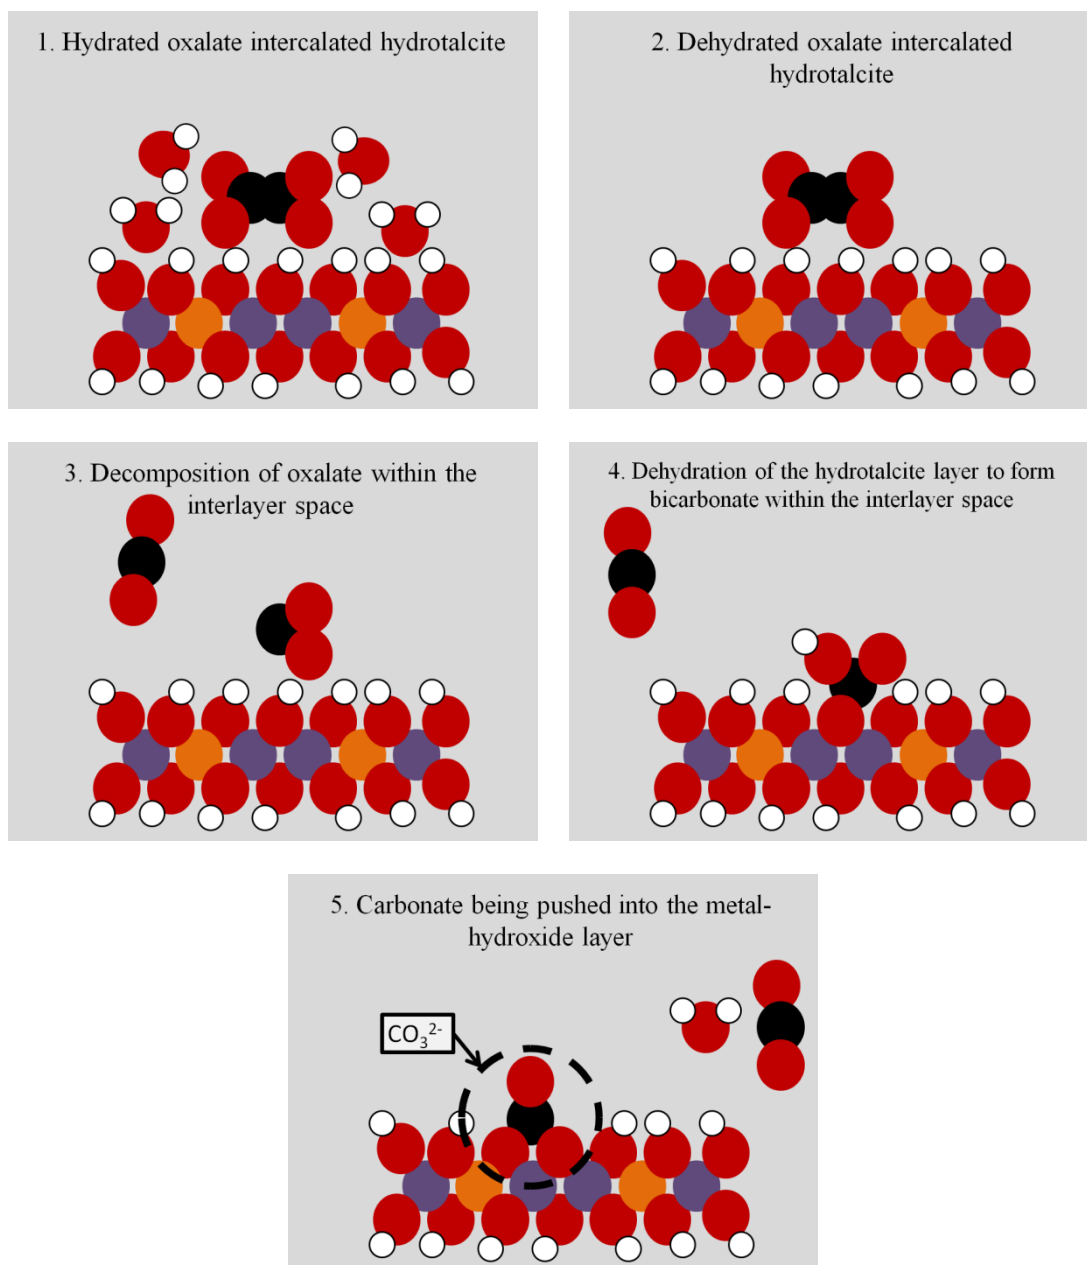 1. Hydrated oxalate intercalated hydrotalcite
2. Dehydrated oxalate intercalated
hydrotalcite
3. Decomposition of oxalate within the
interlayer space
4. Dehydration of the hydrotalcite layer to form
bicarbonate within the interlayer space
5. Carbonate being pushed into the metal-
hydroxide layer
CO₃²⁻